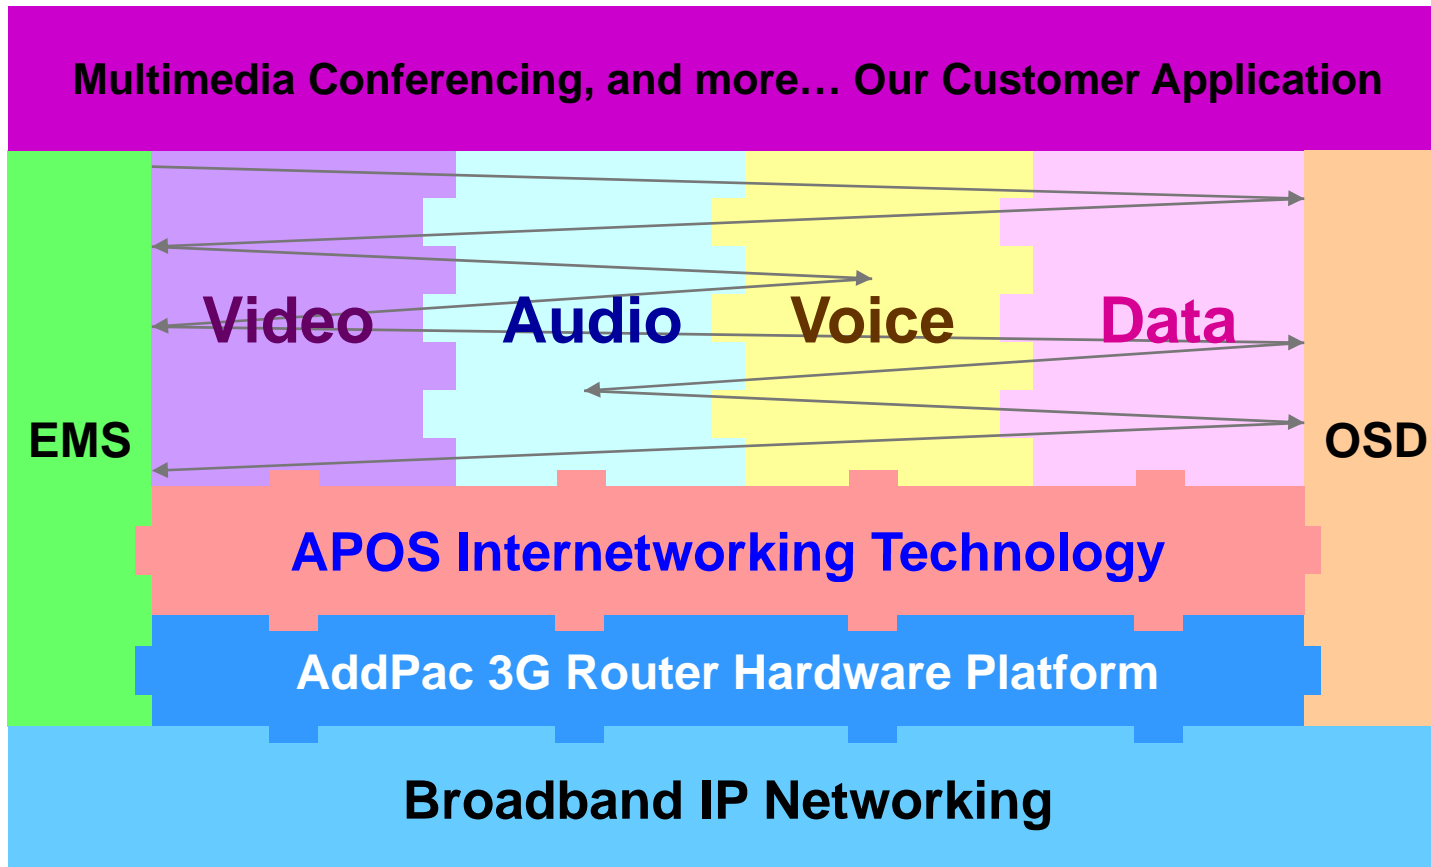 Multimedia Conferencing, and more… Our Customer Application
Video
Audio
Voice
Data
EMS
OSD
APOS Internetworking Technology
AddPac 3G Router Hardware Platform
Broadband IP Networking